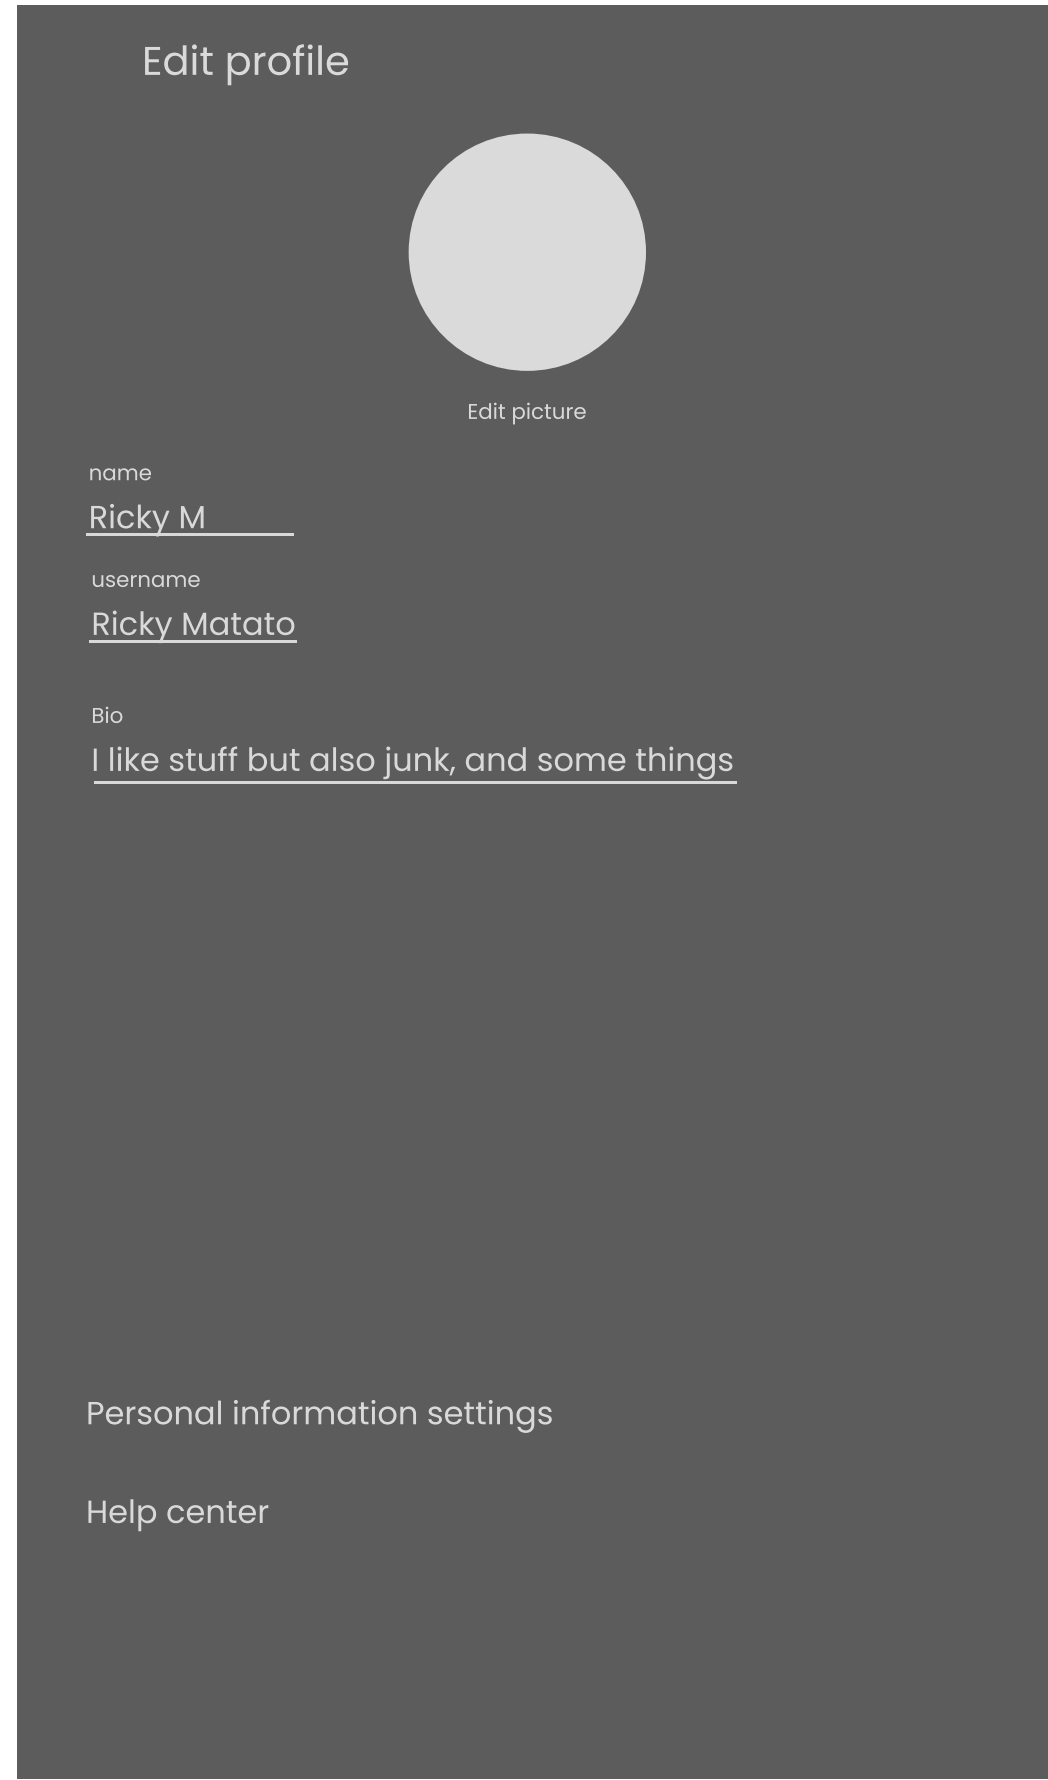 Edit profile
Edit picture
name
Ricky M
username
Ricky Matato
Bio
I like stuff but also junk, and some things
Personal information settings
Help center